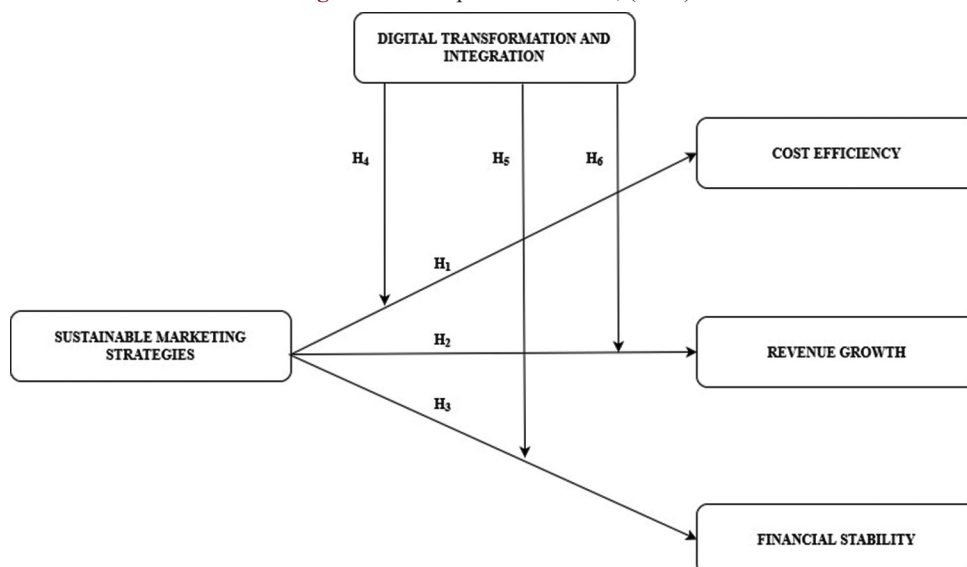 DIGITAL TRANSFORMATION AND
INTEGRATION
H4
H5
H6
COST EFFICIENCY
H1
SUSTAINABLE MARKETING
STRATEGIES
H2
REVENUE GROWTH
H3
FINANCIAL STABILITY